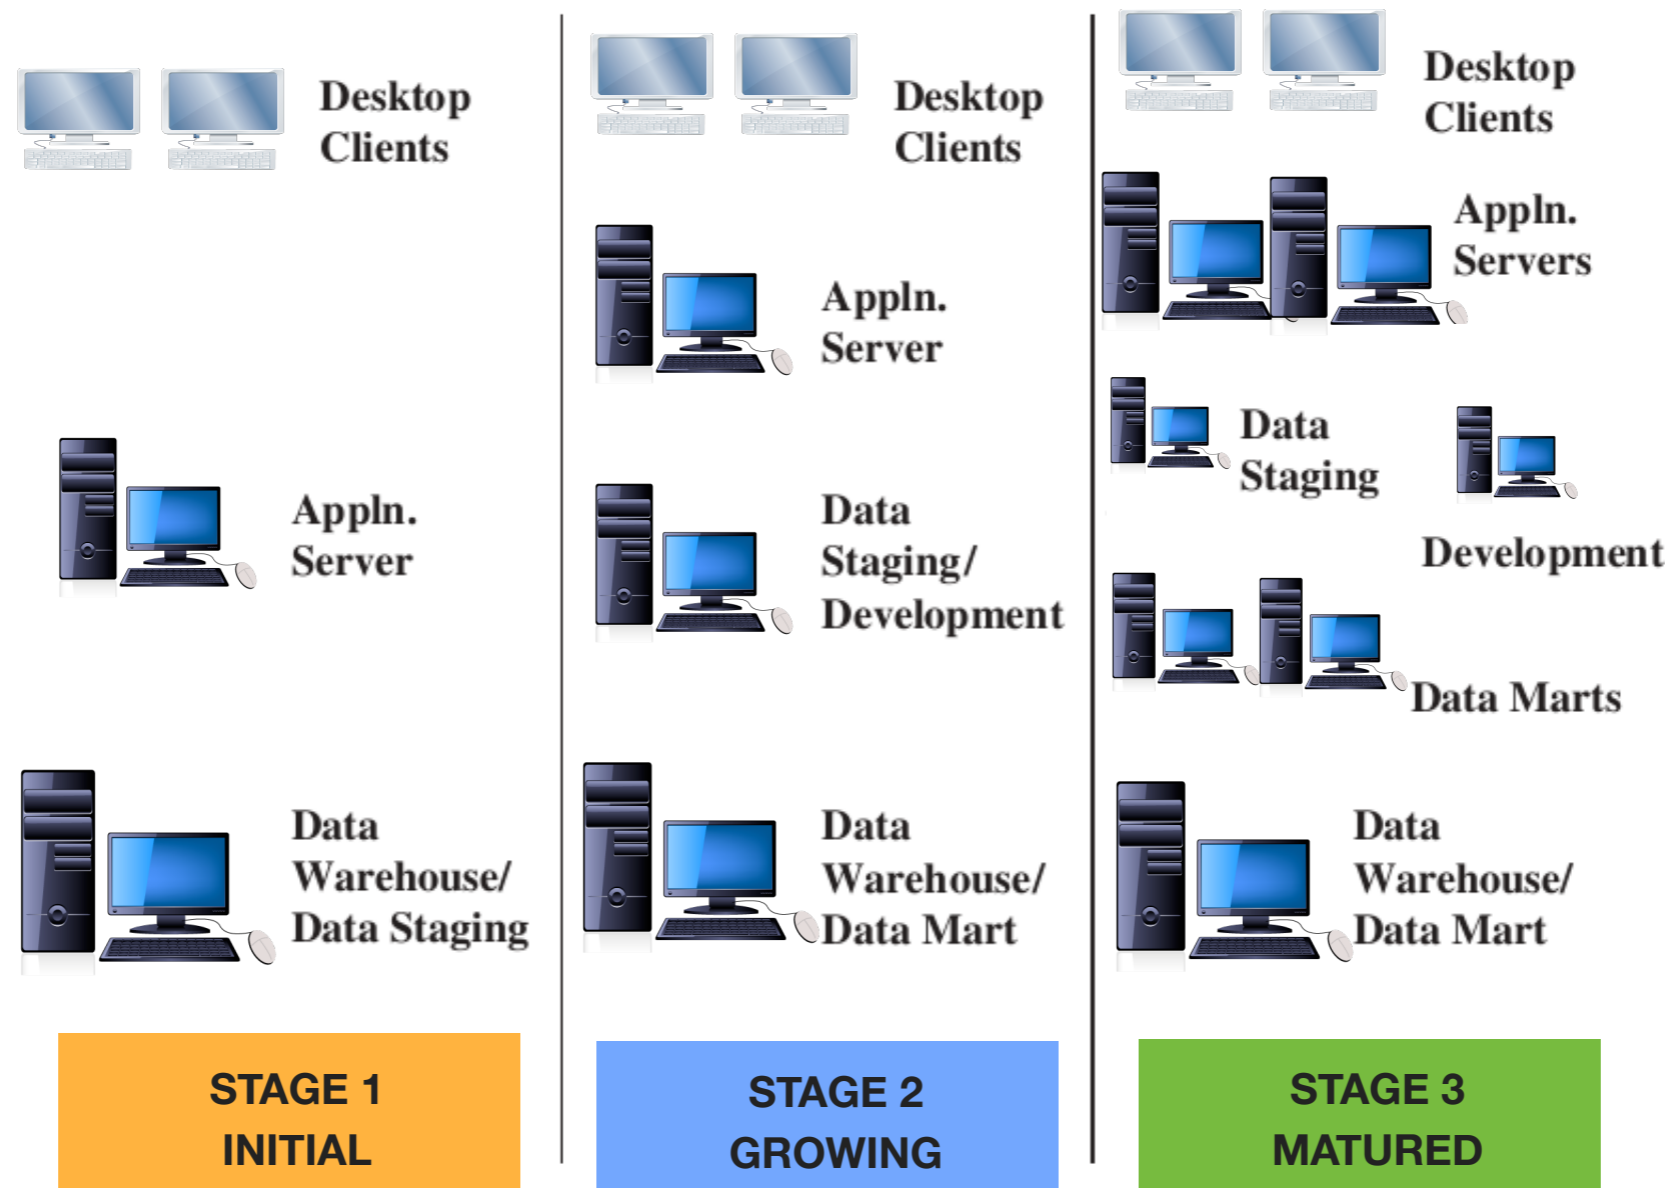 Desktop
Clients
Appln.
Server
Data
Warehouse/
Data Staging
STAGE 1
INITIAL
Desktop
Clients
Appln.
Server
Data
Staging/
Development
Data
Warehouse/
Data Mart
STAGE 2
GROWING
Desktop
Clients
Appln.
Servers
Data
Staging
Development
Data Marts
Data
Warehouse/
Data Mart
STAGE 3
MATURED